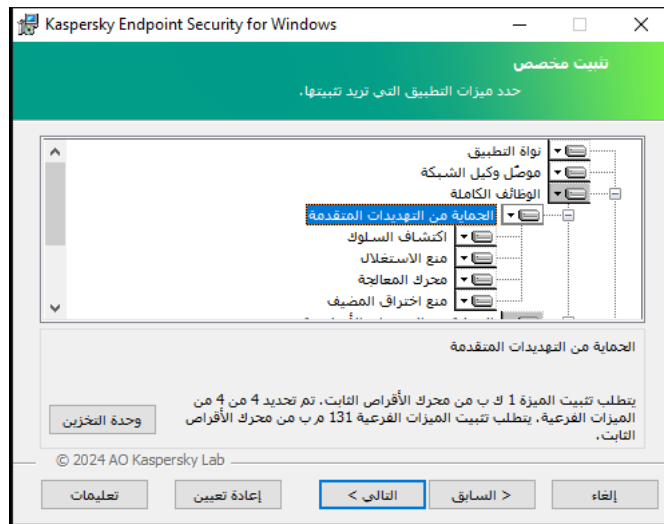 Kaspersky Endpoint Security for Windows
تثبيت مخصص
حدد ميزات التطبيق التي تريد تثبيتها.
نواة التطبيق
موصّل وكيل الشبكة
الوظائف الكاملة
الحماية من التهديدات المتقدمة
اكتشاف السلوك
منع الاستغلال
محرك المعالجة
منع اختراق المضيف
الحماية من التهديدات المتقدمة
يتطلب تثبيت الميزة 1 ك ب من محرك الأقراص الثابت. تم تحديد 4 من 4 من
الميزات الفرعية. يتطلب تثبيت الميزات الفرعية 131 م ب من محرك الأقراص
الثابت.
وحدة التخزين
© 2024 AO Kaspersky Lab
إلغاء
< السابق
التالي >
إعادة تعيين
تعليمات